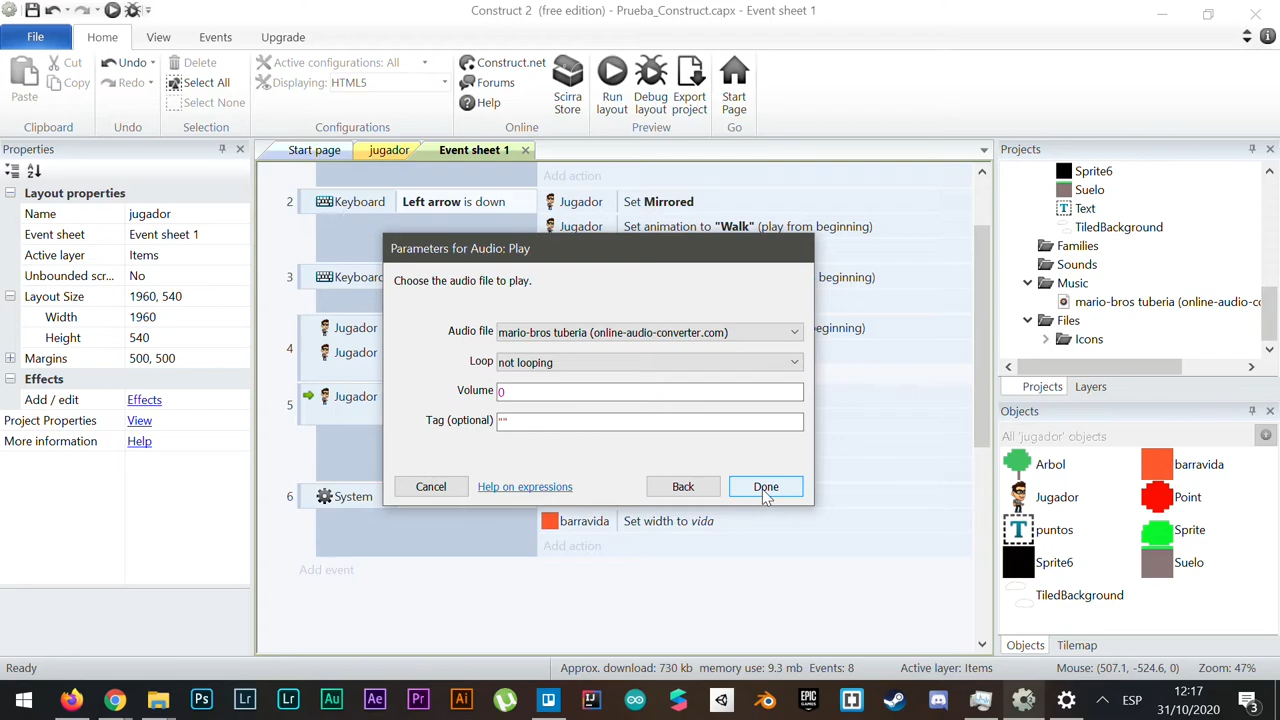 Construct 2 (free edition) - Prueba_Construct.capx - Event sheet 1
File
Home
View
Events
Upgrade
Paste
Cut
Copy
Clipboard
Undo
Redo
Undo
Delete
Select All
Select None
Selection
Active configurations: All
Displaying: HTML5
Configurations
Construct.net
Forums
Help
Scirra Store
Online
Run layout
Debug layout
Export project
Preview
Start Page
Go
Properties
Layout properties
Name jugador
Event sheet Event sheet 1
Active layer Items
Unbounded scr... No
Layout Size 1960, 540
Width 1960
Height 540
Margins 500, 500
Effects
Add / edit Effects
Project Properties View
More information Help
Start page
jugador
Event sheet 1
Add action
2 Keyboard Left arrow is down Jugador Set Mirrored
Jugador Set animation to "Walk" (play from beginning)
3 Keyboard beginning)
4 Jugador beginning)
Jugador
5 Jugador
6 System
barravida Set width to vida
Add action
Add event
Parameters for Audio: Play
Choose the audio file to play.
Audio file mario-bros tuberia (online-audio-converter.com)
Loop not looping
Volume 0
Tag (optional) ""
Cancel
Help on expressions
Back
Done
Projects
Sprite6
Suelo
Text
TiledBackground
Families
Sounds
Music
mario-bros tuberia (online-audio-co
Files
Icons
Projects
Layers
Objects
All 'jugador' objects
Arbol
barravida
Jugador
Point
puntos
Sprite
Sprite6
Suelo
TiledBackground
Objects
Tilemap
Ready
Approx. download: 730 kb memory use: 9.3 mb Events: 8
Active layer: Items
Mouse: (507.1, -524.6, 0)
Zoom: 47%
ESP
12:17
31/10/2020
3